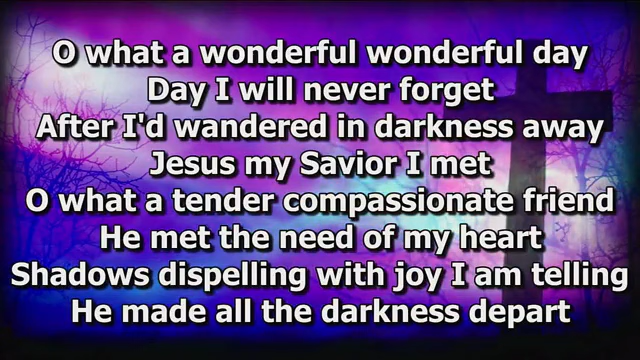 O what a wonderful wonderful day
Day I will never forget
After I'd wandered in darkness away
Jesus my Savior I met
O what a tender compassionate friend
He met the need of my heart
Shadows dispelling with joy I am telling
He made all the darkness depart